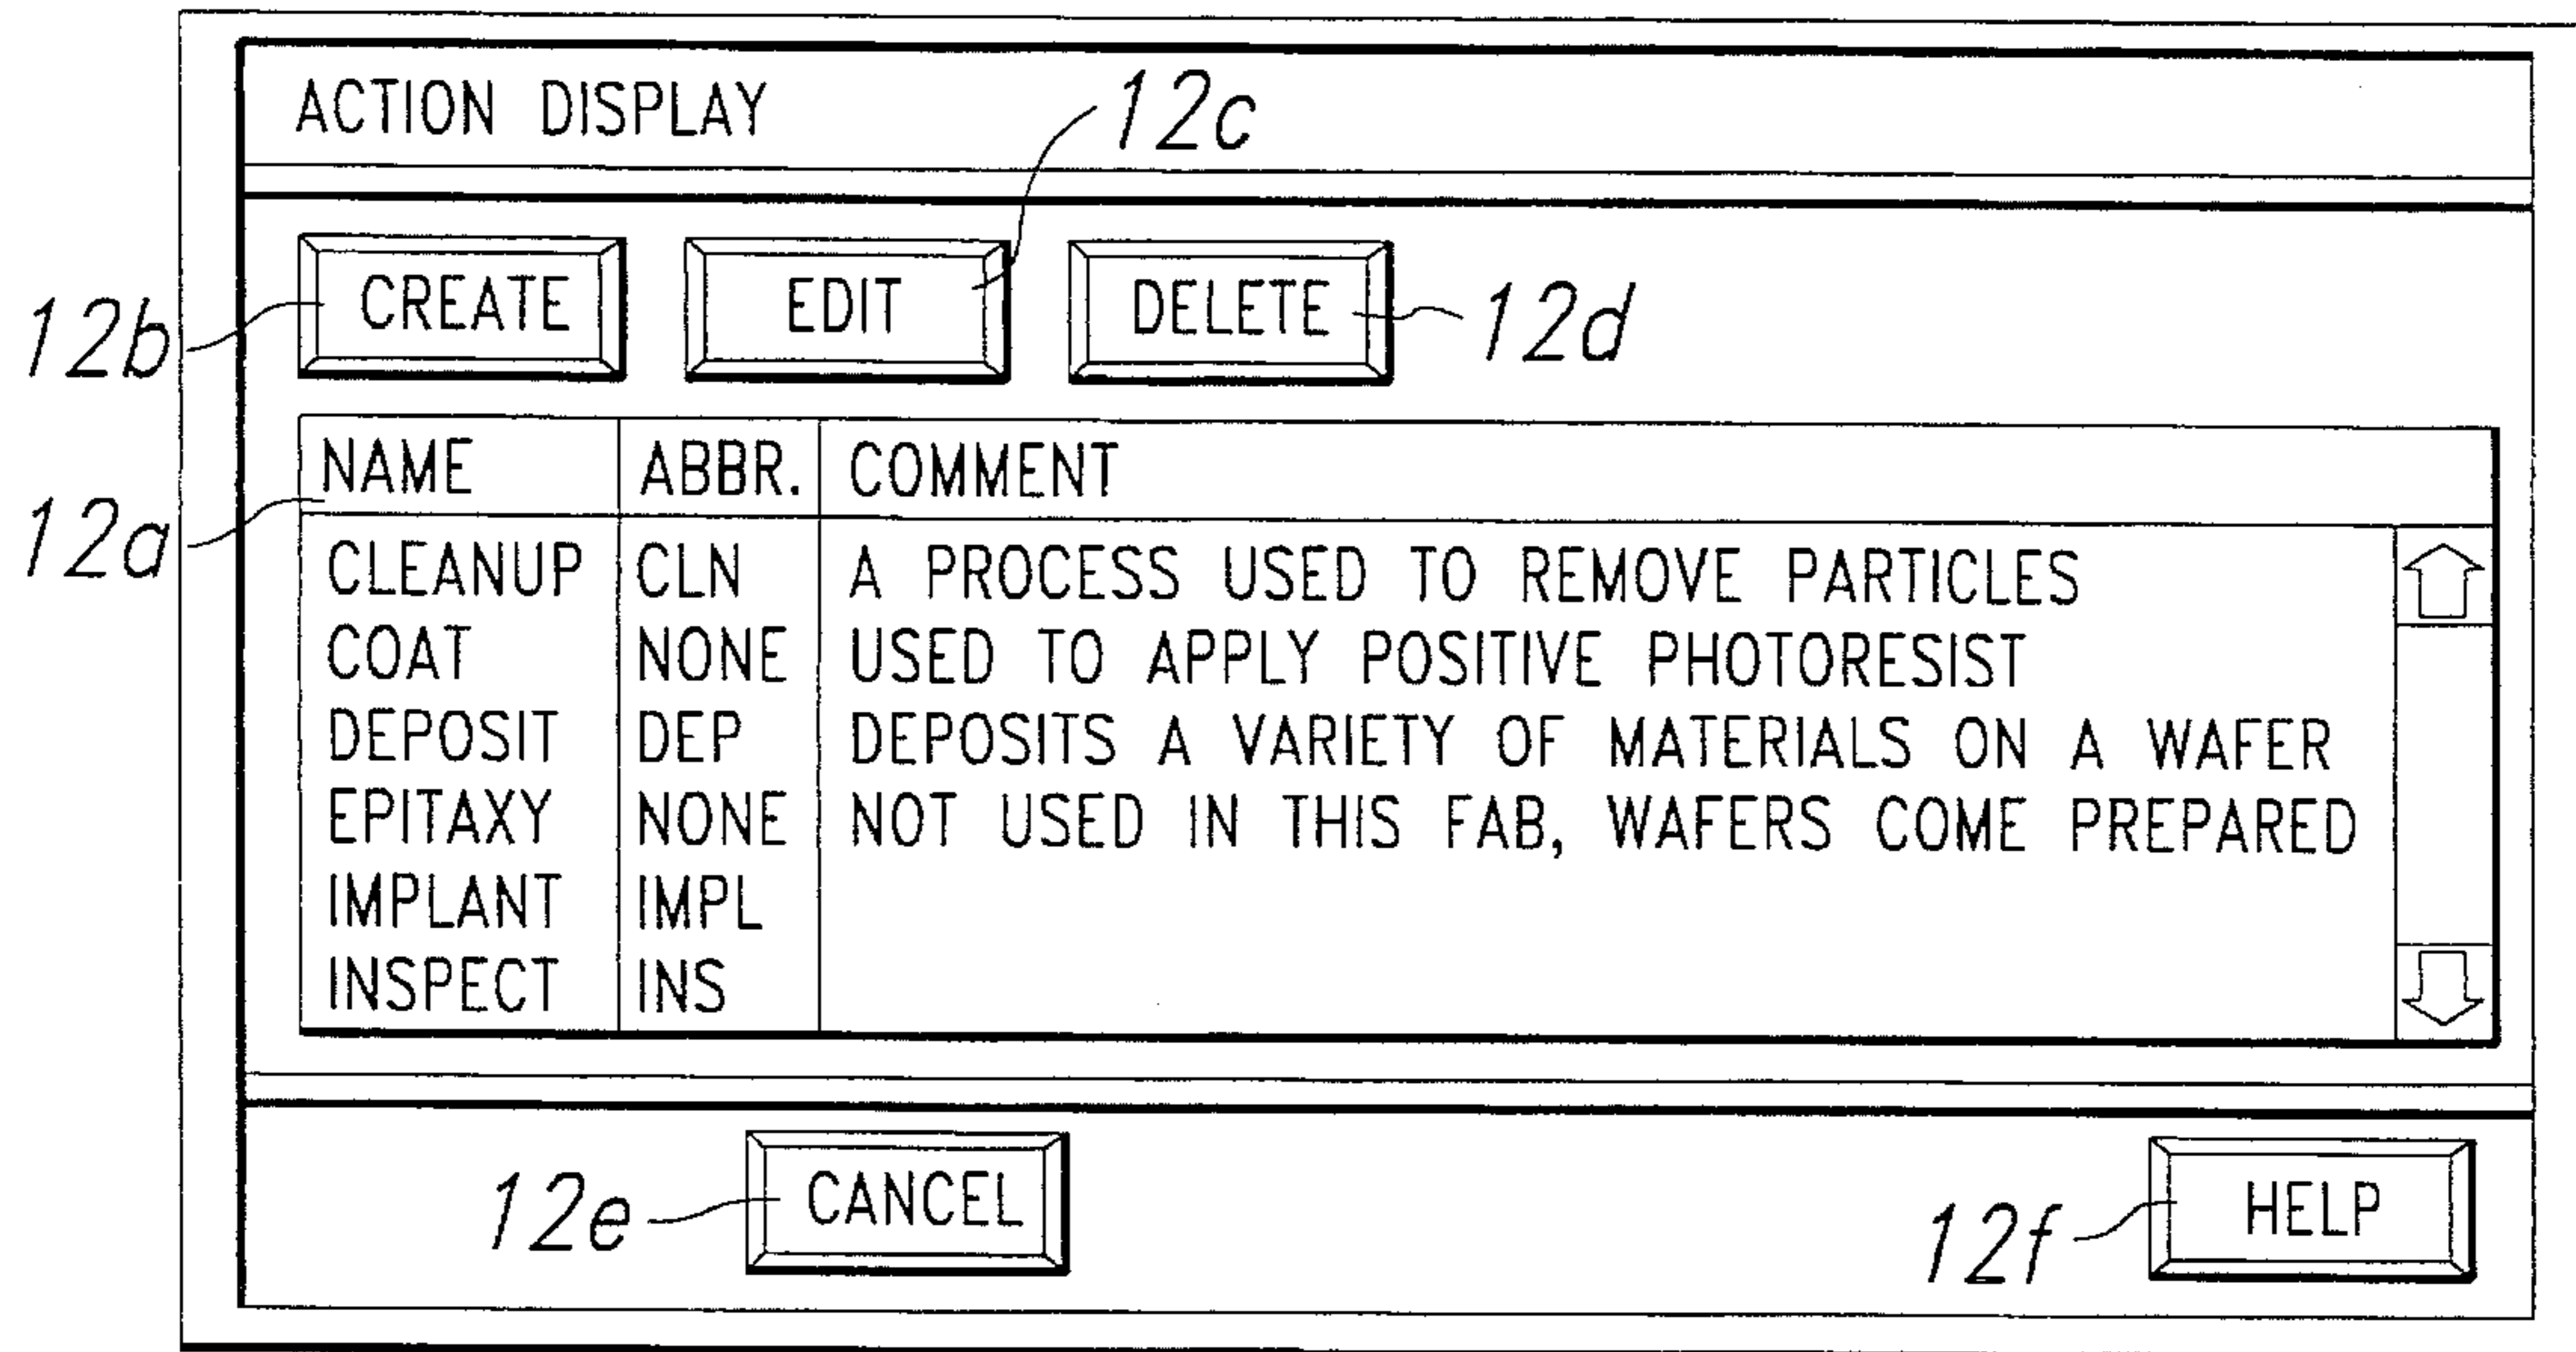 ACTION DISPLAY
12c
12b CREATE EDIT DELETE 12d
NAME ABBR. COMMENT
12a
CLEANUP CLN A PROCESS USED TO REMOVE PARTICLES
COAT NONE USED TO APPLY POSITIVE PHOTORESIST
DEPOSIT DEP DEPOSITS A VARIETY OF MATERIALS ON A WAFER
EPITAXY NONE NOT USED IN THIS FAB, WAFERS COME PREPARED
IMPLANT IMPL
INSPECT INS
12e CANCEL 12f HELP